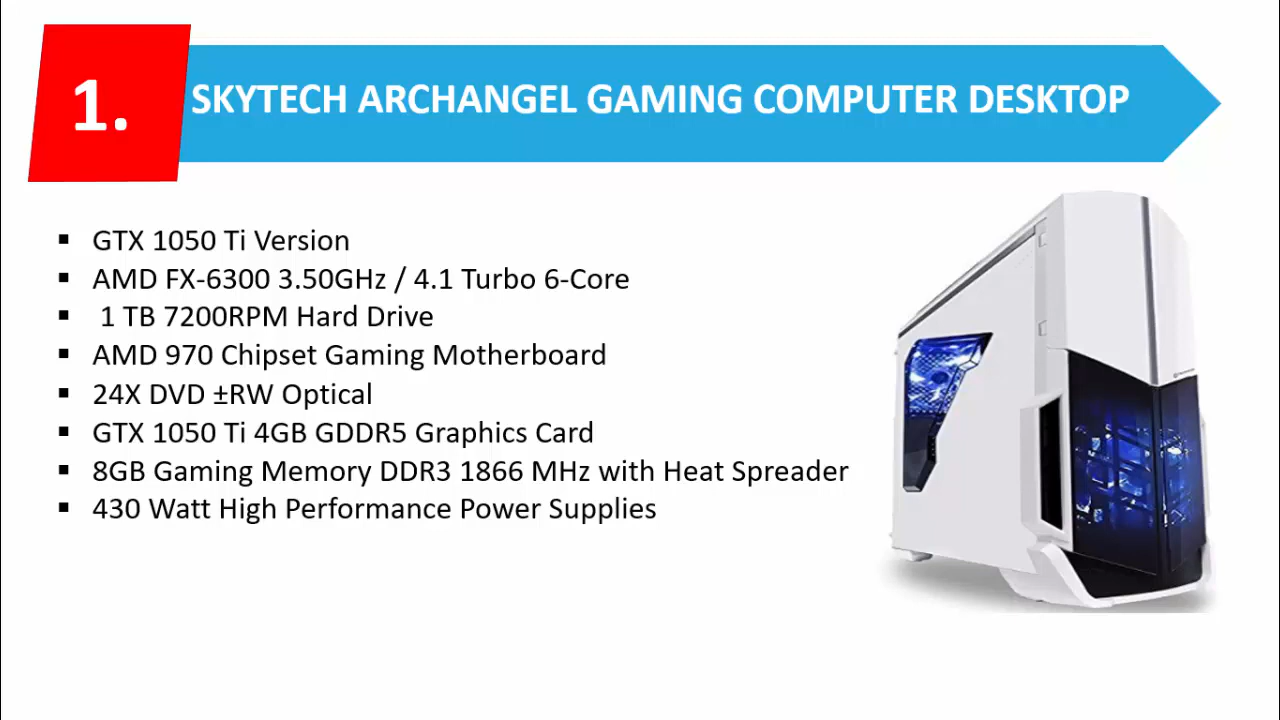 1.
SKYTECH ARCHANGEL GAMING COMPUTER DESKTOP
▪ GTX 1050 Ti Version
▪ AMD FX-6300 3.50GHz / 4.1 Turbo 6-Core
▪ 1 TB 7200RPM Hard Drive
▪ AMD 970 Chipset Gaming Motherboard
▪ 24X DVD ±RW Optical
▪ GTX 1050 Ti 4GB GDDR5 Graphics Card
▪ 8GB Gaming Memory DDR3 1866 MHz with Heat Spreader
▪ 430 Watt High Performance Power Supplies